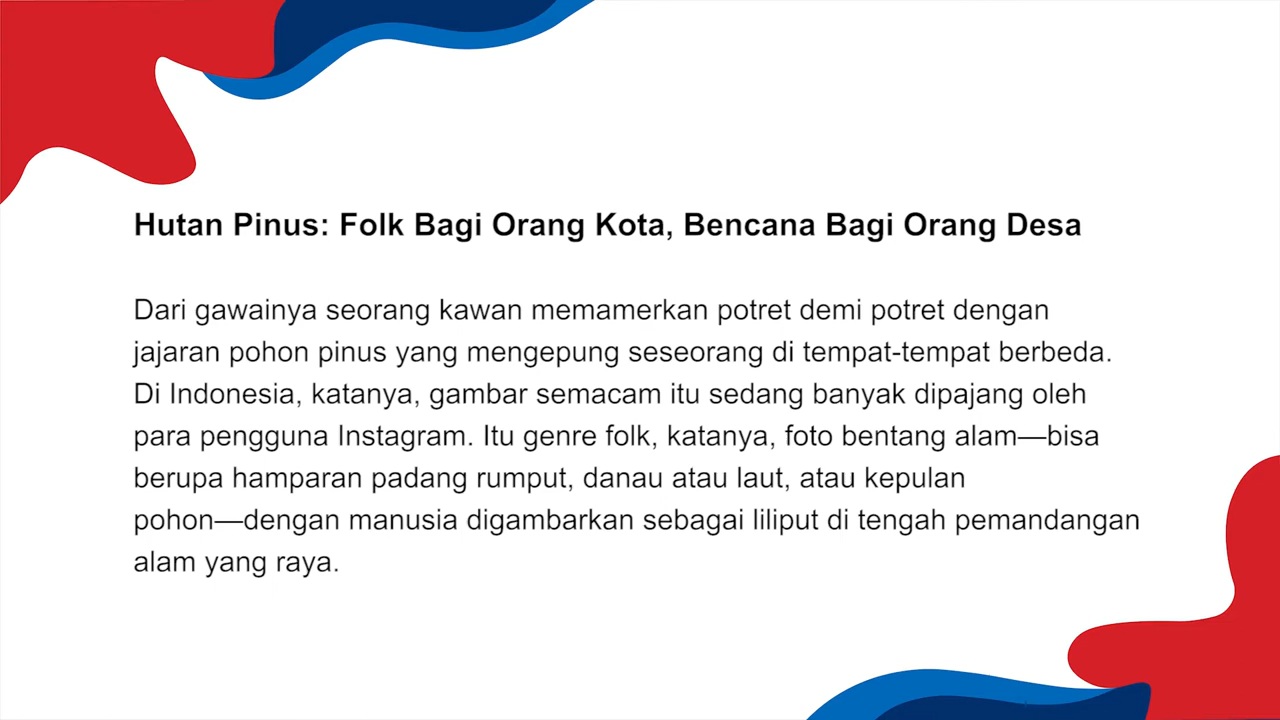 Hutan Pinus: Folk Bagi Orang Kota, Bencana Bagi Orang Desa
Dari gawainya seorang kawan memamerkan potret demi potret dengan
jajaran pohon pinus yang mengepung seseorang di tempat-tempat berbeda.
Di Indonesia, katanya, gambar semacam itu sedang banyak dipajang oleh
para pengguna Instagram. Itu genre folk, katanya, foto bentang alam—bisa
berupa hamparan padang rumput, danau atau laut, atau kepulan
pohon—dengan manusia digambarkan sebagai liliput di tengah pemandangan
alam yang raya.